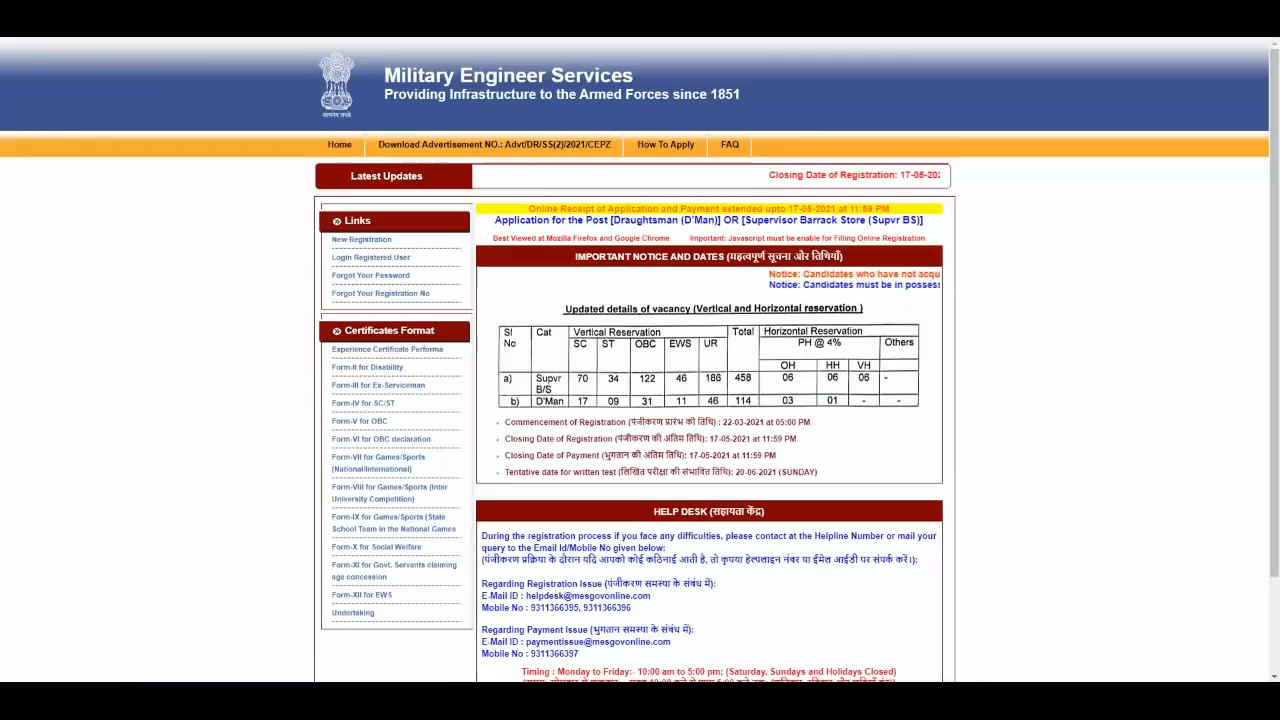 Military Engineer Services
Providing Infrastructure to the Armed Forces since 1851
सत्यमेव जयते
Home
Download Advertisement NO.: Advt/DR/SS(2)/2021/CEPZ
How To Apply
FAQ
Latest Updates
Closing Date of Registration: 17-05-202
Links
New Registration
Login Registered User
Forgot Your Password
Forgot Your Registration No
Certificates Format
Experience Certificate Performa
Form-II for Disability
Form-III for Ex-Serviceman
Form-IV for SC/ST
Form-V for OBC
Form-VI for OBC declaration
Form-VII for Games/Sports
(National/International)
Form-VIII for Games/Sports (Inter
University Competition)
Form-IX for Games/Sports (State
School Team in the National Games
Form-X for Social Welfare
Form-XI for Govt. Servants claiming
age concession
Form-XII for EWS
Undertaking
Online Receipt of Application and Payment extended upto 17-05-2021 at 11:59 PM
Application for the Post [Draughtsman (D'Man)] OR [Supervisor Barrack Store (Supvr BS)]
Best Viewed at Mozilla Firefox and Google Chrome Important: Javascript must be enable for Filling Online Registration
IMPORTANT NOTICE AND DATES (महत्वपूर्ण सूचना और तिथियाँ)
Notice: Candidates who have not acqu
Notice: Candidates must be in posses
Updated details of vacancy (Vertical and Horizontal reservation )
Sl No Cat Vertical Reservation Total Horizontal Reservation
SC ST OBC EWS UR PH @ 4% Others
OH HH VH
a) Supvr B/S 70 34 122 46 186 458 06 06 06 -
b) D'Man 17 09 31 11 46 114 03 01 - -
Commencement of Registration (पंजीकरण प्रारंभ की तिथि) : 22-03-2021 at 05:00 PM
Closing Date of Registration (पंजीकरण की अंतिम तिथि): 17-05-2021 at 11:59 PM
Closing Date of Payment (भुगतान की अंतिम तिथि): 17-05-2021 at 11:59 PM
Tentative date for written test (लिखित परीक्षा की संभावित तिथि): 20-06-2021 (SUNDAY)
HELP DESK (सहायता केंद्र)
During the registration process if you face any difficulties, please contact at the Helpline Number or mail your
query to the Email Id/Mobile No given below:
(पंजीकरण प्रक्रिया के दौरान यदि आपको कोई कठिनाई आती है, तो कृपया हेल्पलाइन नंबर या ईमेल आईडी पर संपर्क करें।):
Regarding Registration Issue (पंजीकरण समस्या के संबंध में):
E-Mail ID : helpdesk@mesgovonline.com
Mobile No : 9311366395, 9311366396
Regarding Payment Issue (भुगतान समस्या के संबंध में):
E-Mail ID : paymentissue@mesgovonline.com
Mobile No : 9311366397
Timing : Monday to Friday:- 10:00 am to 5:00 pm; (Saturday, Sundays and Holidays Closed)